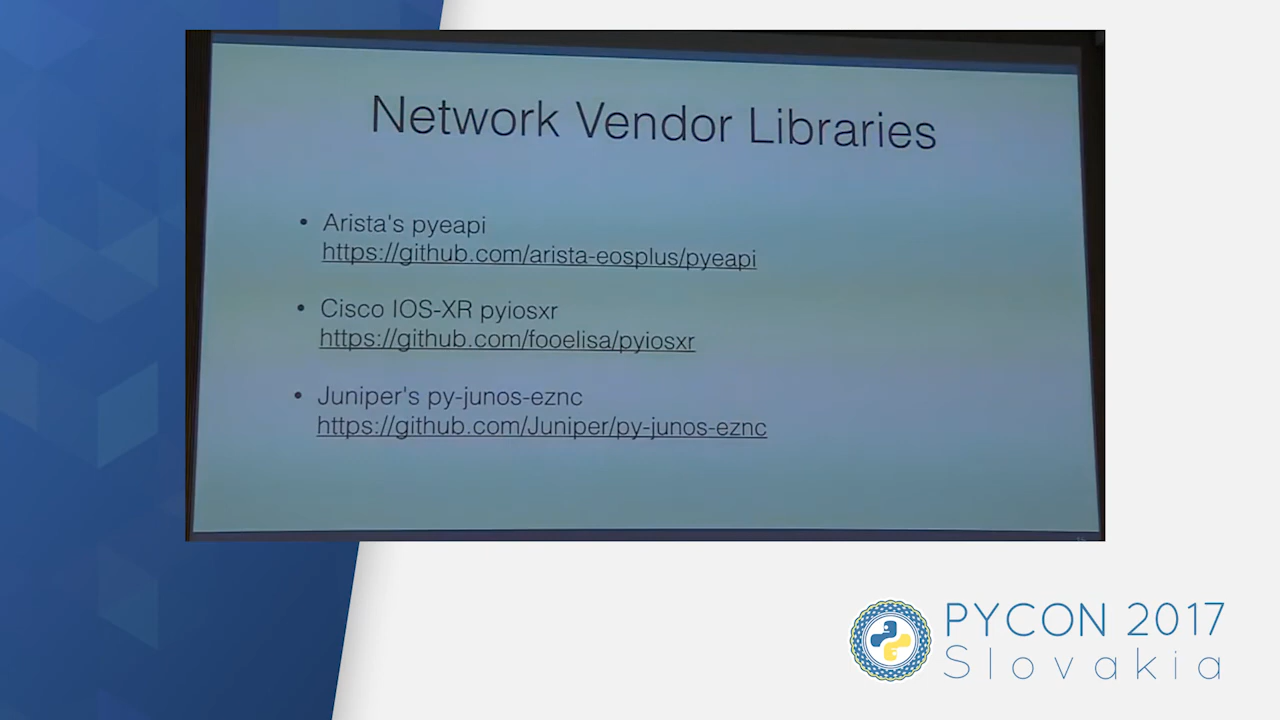 Network Vendor Libraries
• Arista's pyeapi
https://github.com/arista-eosplus/pyeapi
• Cisco IOS-XR pyiosxr
https://github.com/fooelisa/pyiosxr
• Juniper's py-junos-eznc
https://github.com/Juniper/py-junos-eznc
PYCON 2017
Slovakia